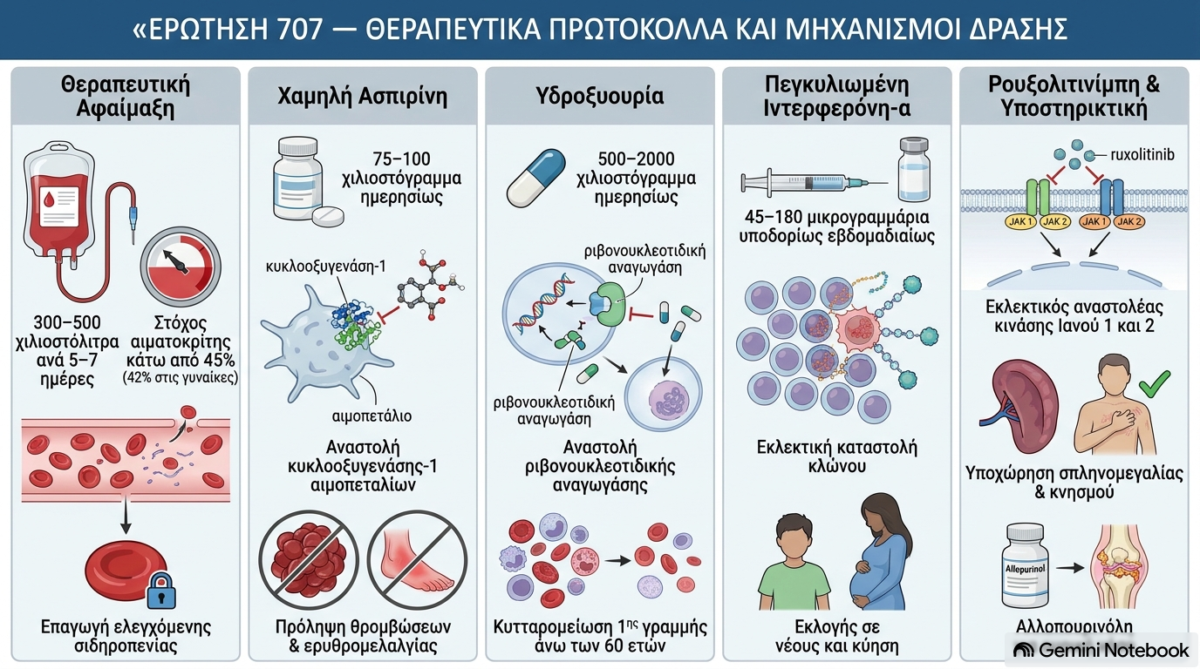 «ΕΡΩΤΗΣΗ 707 — ΘΕΡΑΠΕΥΤΙΚΑ ΠΡΩΤΟΚΟΛΛΑ ΚΑΙ ΜΗΧΑΝΙΣΜΟΙ ΔΡΑΣΗΣ
Θεραπευτική
Αφαίμαξη
300–500
χιλιοστόλιτρα
ανά 5–7
ημέρες
Στόχος
αιματοκρίτης
κάτω από 45%
(42% στις γυναίκες)
Επαγωγή ελεγχόμενης
σιδηροπενίας
Χαμηλή Ασπιρίνη
75–100
χιλιοστόγραμμα
ημερησίως
κυκλοοξυγενάση-1
αιμοπετάλιο
Αναστολή
κυκλοοξυγενάσης-1
αιμοπεταλίων
Πρόληψη θρομβώσεων
& ερυθρομελαλγίας
Υδροξυουρία
500–2000
χιλιοστόγραμμα
ημερησίως
ριβονουκλεοτιδική
αναγωγάση
ριβονουκλεοτιδική
αναγωγάση
Αναστολή
ριβονουκλεοτιδικής
αναγωγάσης
Κυτταρομείωση 1ης γραμμής
άνω των 60 ετών
Πεγκυλιωμένη
Ιντερφερόνη-α
45–180 μικρογραμμάρια
υποδορίως εβδομαδιαίως
Εκλεκτική καταστολή
κλώνου
Εκλογής σε
νέους και κύηση
Ρουξολιτινίμπη &
Υποστηρικτική
ruxolitinib
JAK 1
JAK 2
JAK 1
JAK 2
Εκλεκτικός αναστολέας
κινάσης Ιανού 1 και 2
Υποχώρηση σπληνομεγαλίας
& κνησμού
Allepurinol
Αλλοπουρινόλη
Gemini Notebook